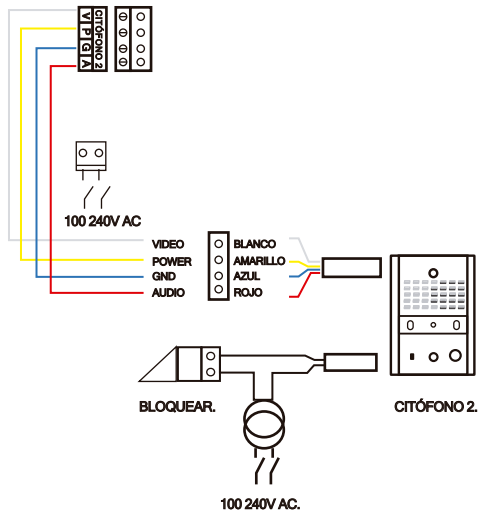 V P G A
CITÓFONO 2
100 240V AC
VIDEO
BLANCO
POWER
AMARILLO
GND
AZUL
AUDIO
ROJO
BLOQUEAR.
CITÓFONO 2.
100 240V AC.